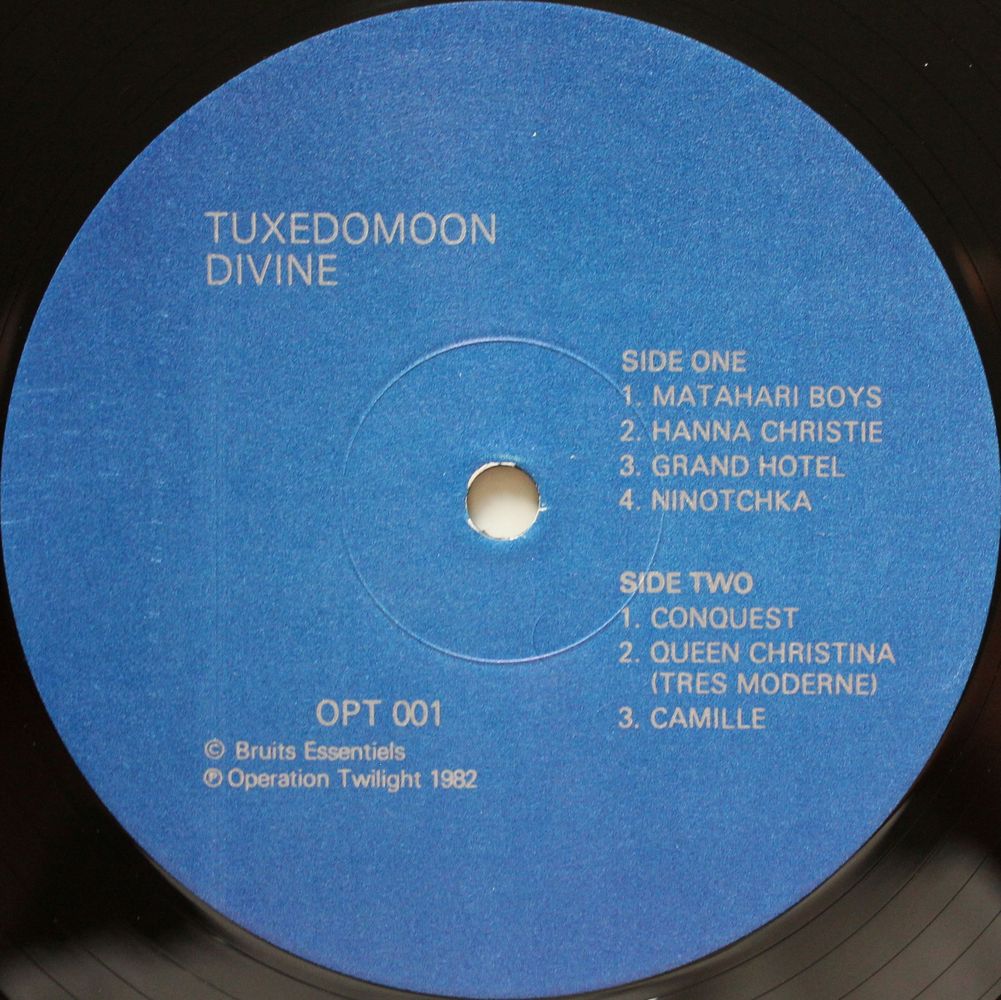 TUXEDOMOON
DIVINE
SIDE ONE
1. MATAHARI BOYS
2. HANNA CHRISTIE
3. GRAND HOTEL
4. NINOTCHKA
SIDE TWO
1. CONQUEST
2. QUEEN CHRISTINA
(TRES MODERNE)
3. CAMILLE
OPT 001
© Bruits Essentiels
℗ Operation Twilight 1982